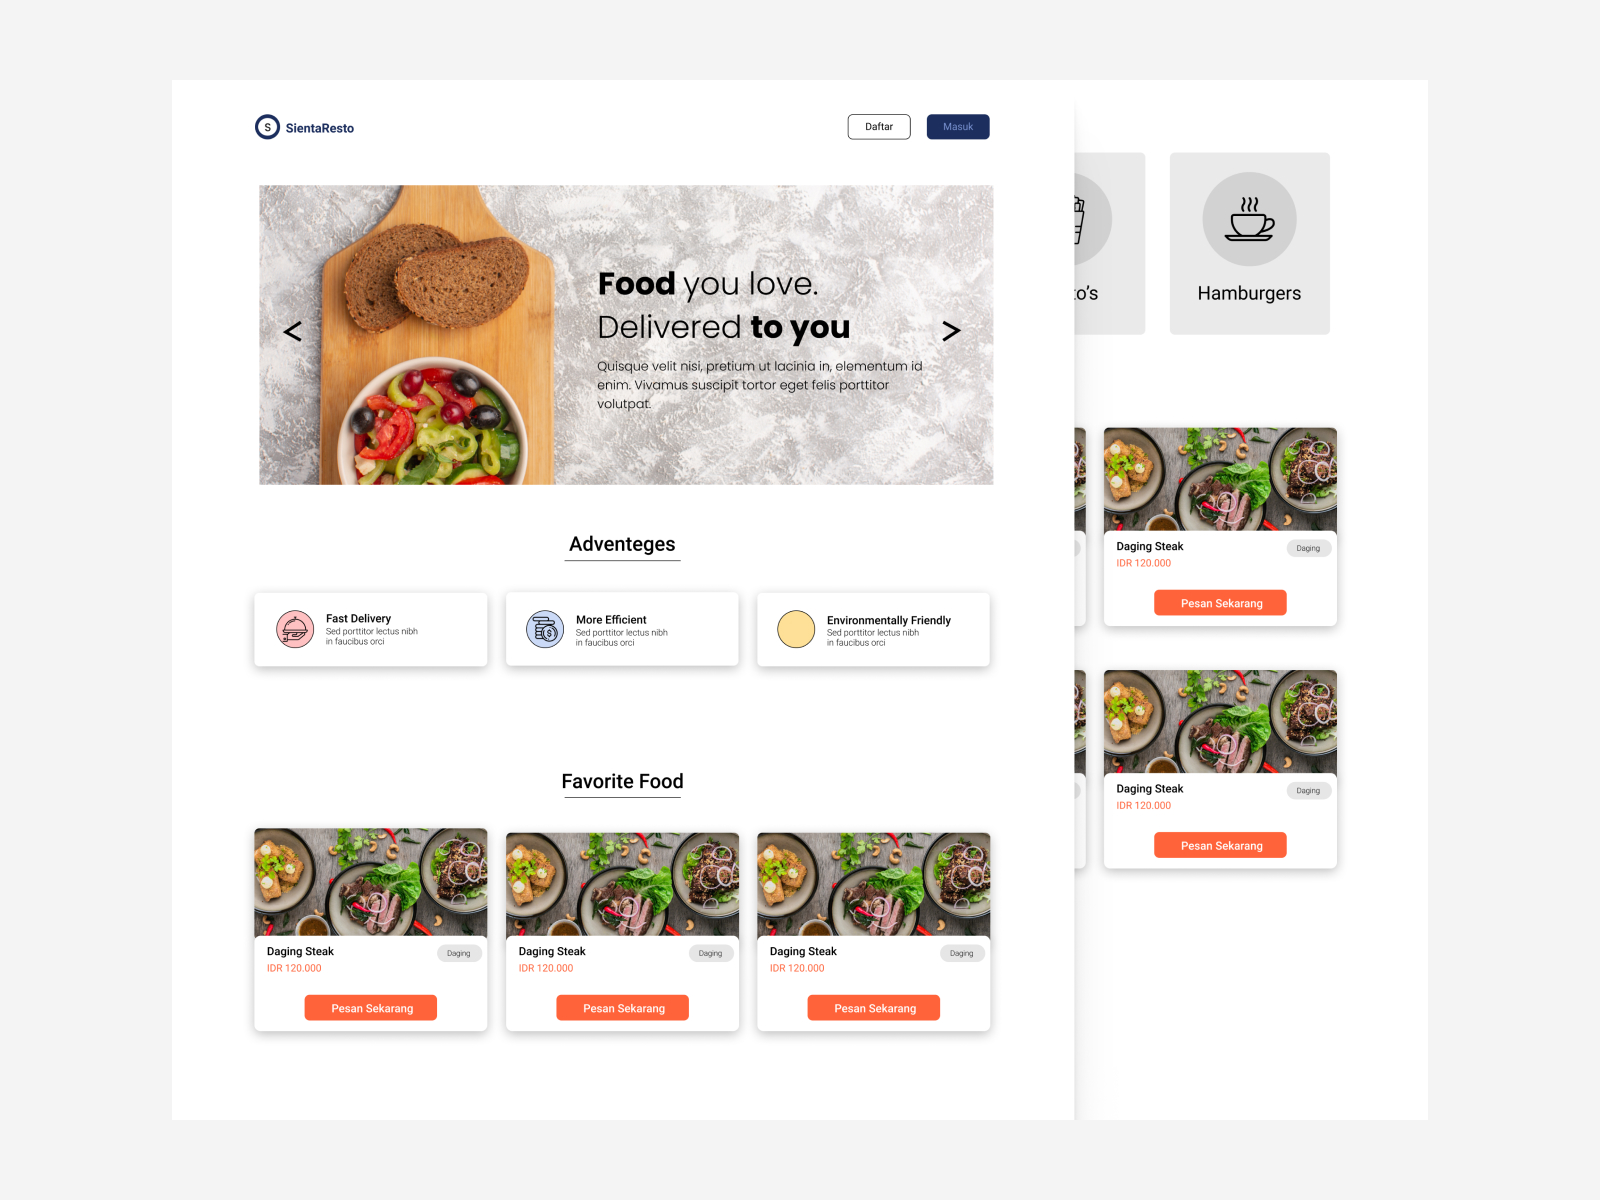 S SientaResto
Daftar
Masuk
Food you love.
Delivered to you
Quisque velit nisi, pretium ut lacinia in, elementum id
enim. Vivamus suscipit tortor eget felis porttitor
volutpat.
Adventeges
Fast Delivery
Sed porttitor lectus nibh
in faucibus orci
More Efficient
Sed porttitor lectus nibh
in faucibus orci
Environmentally Friendly
Sed porttitor lectus nibh
in faucibus orci
Favorite Food
Daging Steak
Daging
IDR 120.000
Pesan Sekarang
Daging Steak
Daging
IDR 120.000
Pesan Sekarang
Daging Steak
Daging
IDR 120.000
Pesan Sekarang
to's
Hamburgers
Daging Steak
Daging
IDR 120.000
Pesan Sekarang
Daging Steak
Daging
IDR 120.000
Pesan Sekarang